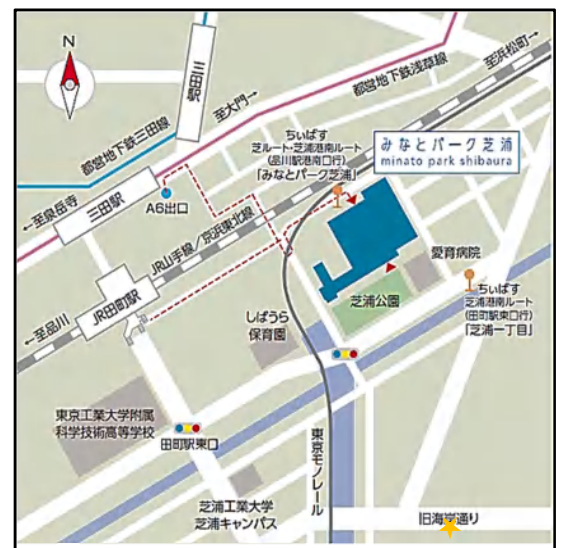 N
三田駅
都営地下鉄浅草線
至浜松町→
至大門→
都営地下鉄三田線
ちぃばす
芝ルート・芝浦港南ルート
(品川駅港南口行)
「みなとパーク芝浦」
みなとパーク芝浦
minato park shibaura
←至泉岳寺
三田駅
A6出口
JR山手線/京浜東北線
愛育病院
JR田町駅
芝浦公園
ちぃばす
芝浦港南ルート
(田町駅東口行)
「芝浦一丁目」
←至品川
しばうら
保育園
東京工業大学附属
科学技術高等学校
田町駅東口
東京モノレール
芝浦工業大学
芝浦キャンパス
旧海岸通り